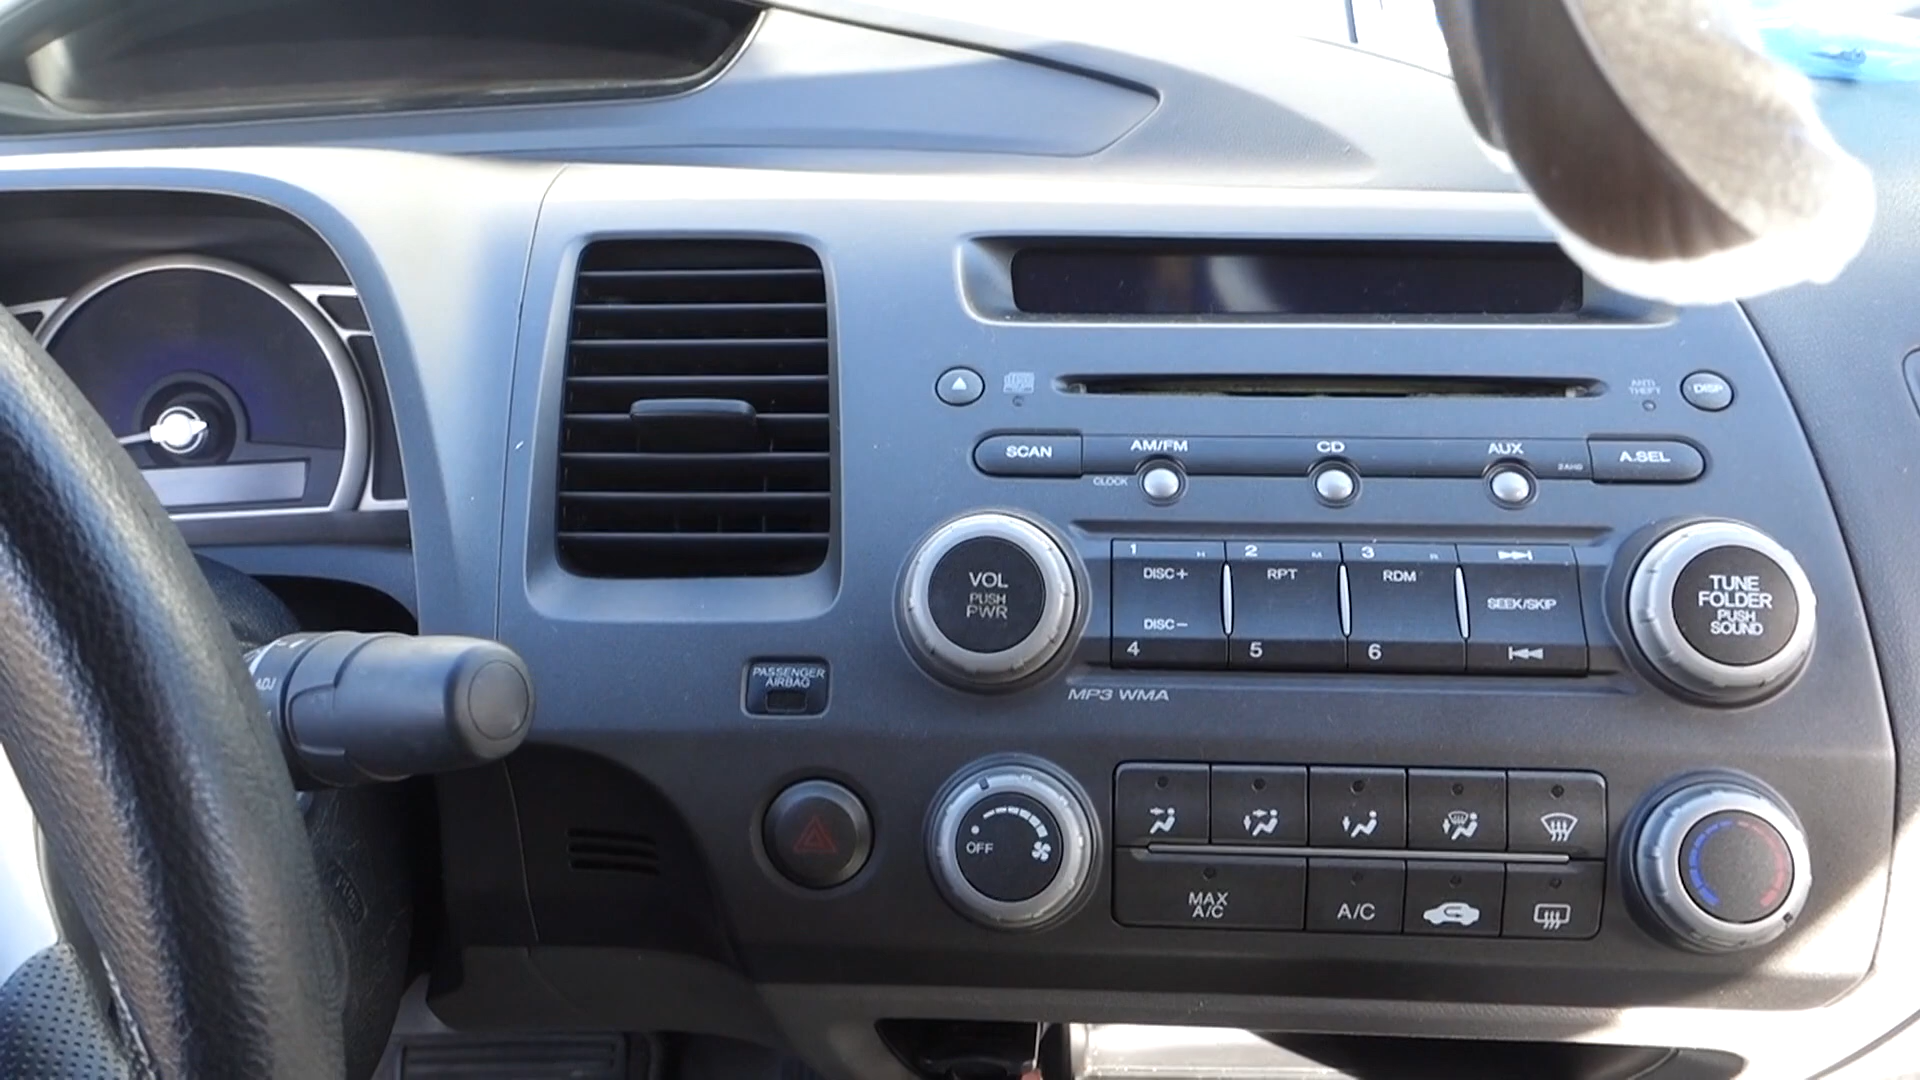 ANTI
THEFT
DISP
SCAN
AM/FM
CD
AUX
A.SEL
CLOCK
VOL
PUSH
PWR
1 H
2 M
3 R
DISC+
RPT
RDM
SEEK/SKIP
DISC-
4
5
6
TUNE
FOLDER
PUSH
SOUND
MP3 WMA
PASSENGER
AIRBAG
ADJ
OFF
MAX
A/C
A/C